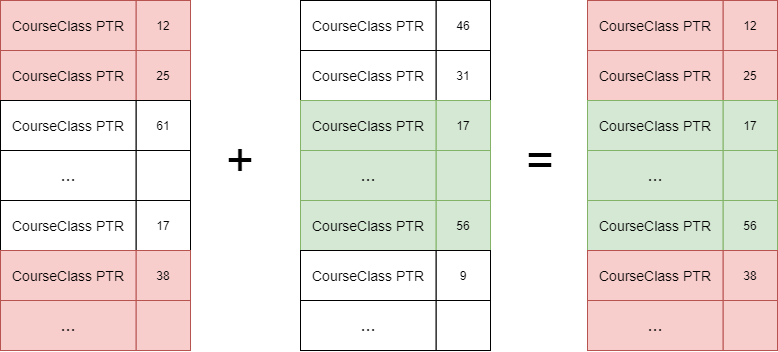 CourseClass PTR 12 CourseClass PTR 46 CourseClass PTR 12
CourseClass PTR 25 CourseClass PTR 31 CourseClass PTR 25
CourseClass PTR 61 CourseClass PTR 17 CourseClass PTR 17
... + ... = ...
CourseClass PTR 17 CourseClass PTR 56 CourseClass PTR 56
CourseClass PTR 38 CourseClass PTR 9 CourseClass PTR 38
... ... ...